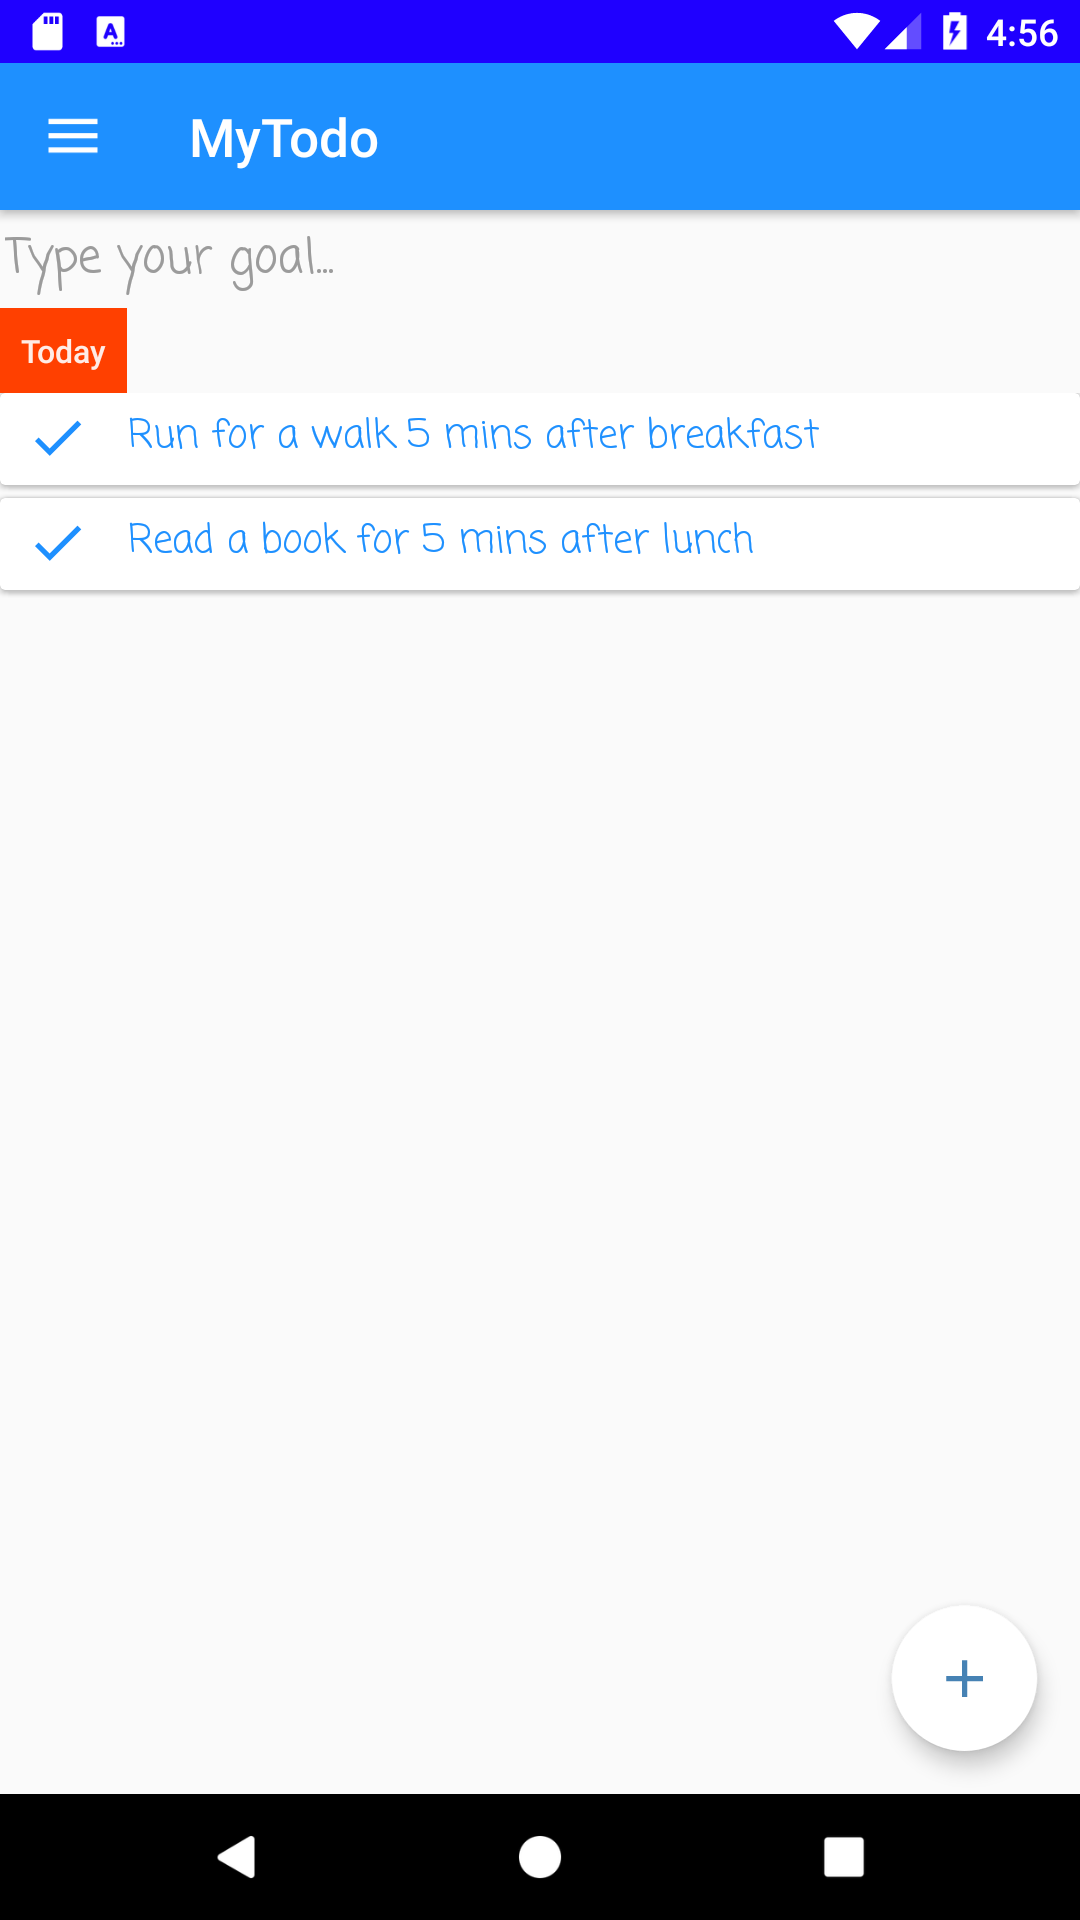 4:56
MyTodo
Type your goal...
Today
Run for a walk 5 mins after breakfast
Read a book for 5 mins after lunch